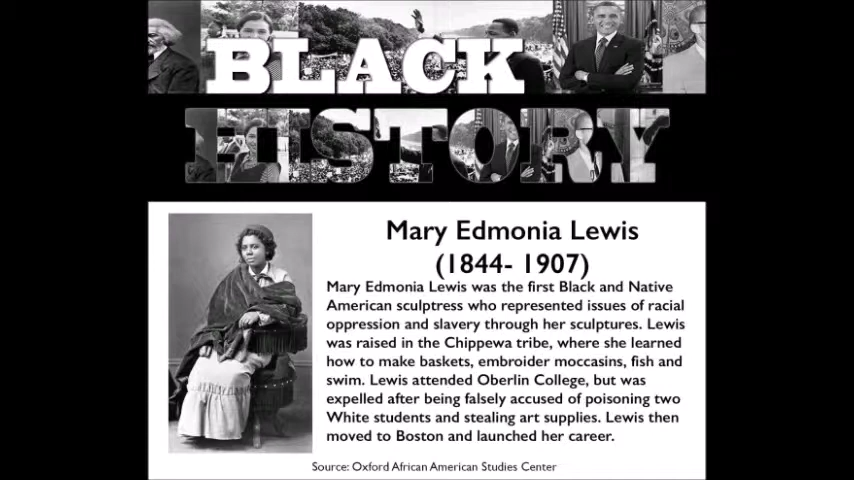 BLACK
HISTORY
Mary Edmonia Lewis
(1844- 1907)
Mary Edmonia Lewis was the first Black and Native
American sculptress who represented issues of racial
oppression and slavery through her sculptures. Lewis
was raised in the Chippewa tribe, where she learned
how to make baskets, embroider moccasins, fish and
swim. Lewis attended Oberlin College, but was
expelled after being falsely accused of poisoning two
White students and stealing art supplies. Lewis then
moved to Boston and launched her career.
Source: Oxford African American Studies Center